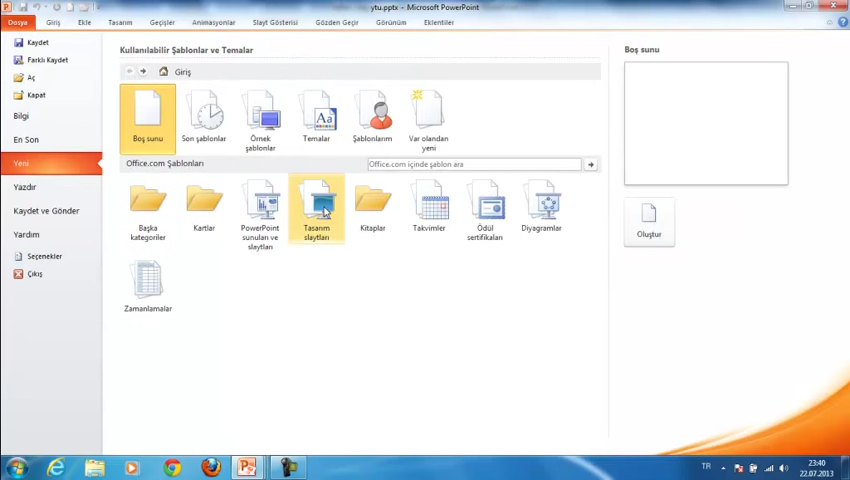 ytu.pptx - Microsoft PowerPoint
Dosya Giriş Ekle Tasarım Geçişler Animasyonlar Slayt Gösterisi Gözden Geçir Görünüm Eklentiler
Kaydet
Farklı Kaydet
Aç
Kapat
Bilgi
En Son
Yeni
Yazdır
Kaydet ve Gönder
Yardım
Seçenekler
Çıkış
Kullanılabilir Şablonlar ve Temalar
Giriş
Boş sunu
Son şablonlar
Örnek
şablonlar
Temalar
Aa
Şablonlarım
Var olandan
yeni
Office.com Şablonları
Office.com içinde şablon ara
Başka
kategoriler
Kartlar
PowerPoint
sunuları ve
slaytları
Tasarım
slaytları
Kitaplar
Takvimler
Ödül
sertifikaları
Diyagramlar
Zamanlamalar
Boş sunu
Oluştur
TR
23:40
22.07.2013